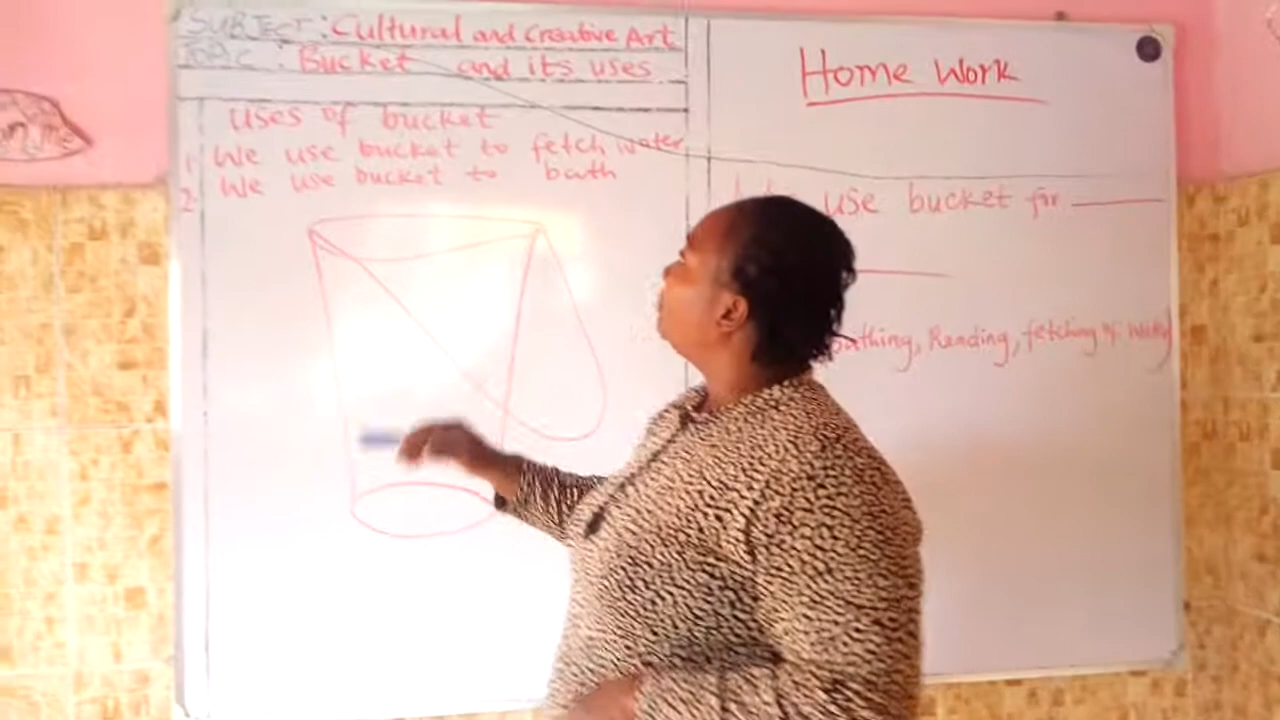 SUBJECT: Cultural and Creative Art
TOPIC: Bucket and its uses
Uses of bucket
1. We use bucket to fetch water
2. We use bucket to bath
Home Work
use bucket for ______
bathing, Reading, fetching of Water